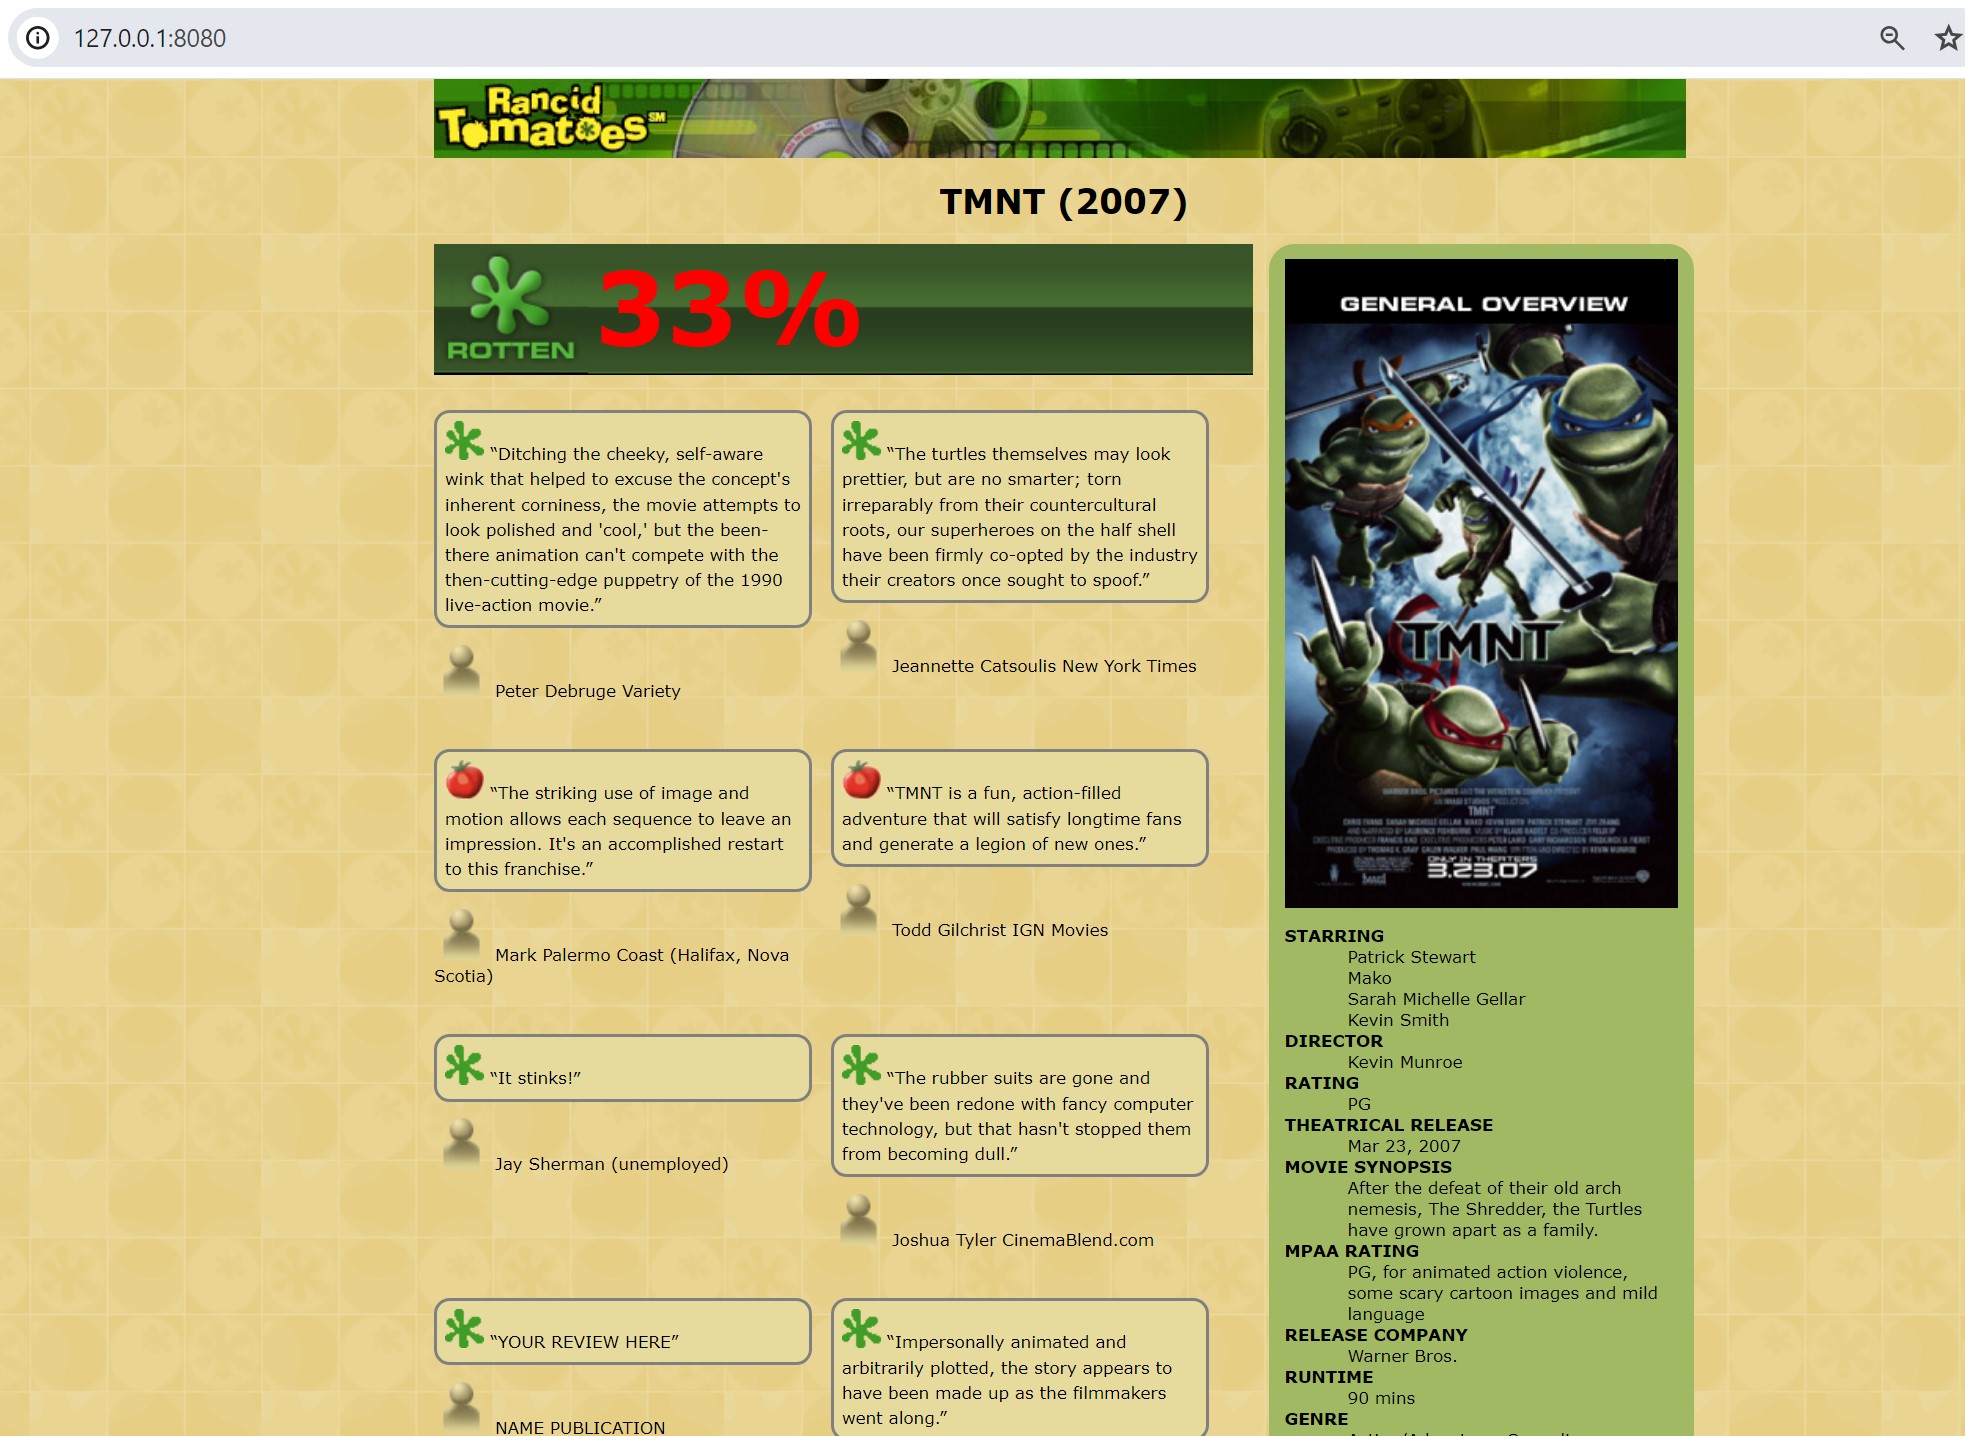 127.0.0.1:8080
Rancid
Tomatoes SM
TMNT (2007)
ROTTEN
33%
“Ditching the cheeky, self-aware
wink that helped to excuse the concept's
inherent corniness, the movie attempts to
look polished and 'cool,' but the been-
there animation can't compete with the
then-cutting-edge puppetry of the 1990
live-action movie.”
Peter Debruge Variety
“The turtles themselves may look
prettier, but are no smarter; torn
irreparably from their countercultural
roots, our superheroes on the half shell
have been firmly co-opted by the industry
their creators once sought to spoof.”
Jeannette Catsoulis New York Times
“The striking use of image and
motion allows each sequence to leave an
impression. It's an accomplished restart
to this franchise.”
Mark Palermo Coast (Halifax, Nova
Scotia)
“TMNT is a fun, action-filled
adventure that will satisfy longtime fans
and generate a legion of new ones.”
Todd Gilchrist IGN Movies
“It stinks!”
Jay Sherman (unemployed)
“The rubber suits are gone and
they've been redone with fancy computer
technology, but that hasn't stopped them
from becoming dull.”
Joshua Tyler CinemaBlend.com
“YOUR REVIEW HERE”
NAME PUBLICATION
“Impersonally animated and
arbitrarily plotted, the story appears to
have been made up as the filmmakers
went along.”
GENERAL OVERVIEW
TMNT
TMNT
ONLY IN THEATERS
3.23.07
STARRING
Patrick Stewart
Mako
Sarah Michelle Gellar
Kevin Smith
DIRECTOR
Kevin Munroe
RATING
PG
THEATRICAL RELEASE
Mar 23, 2007
MOVIE SYNOPSIS
After the defeat of their old arch
nemesis, The Shredder, the Turtles
have grown apart as a family.
MPAA RATING
PG, for animated action violence,
some scary cartoon images and mild
language
RELEASE COMPANY
Warner Bros.
RUNTIME
90 mins
GENRE